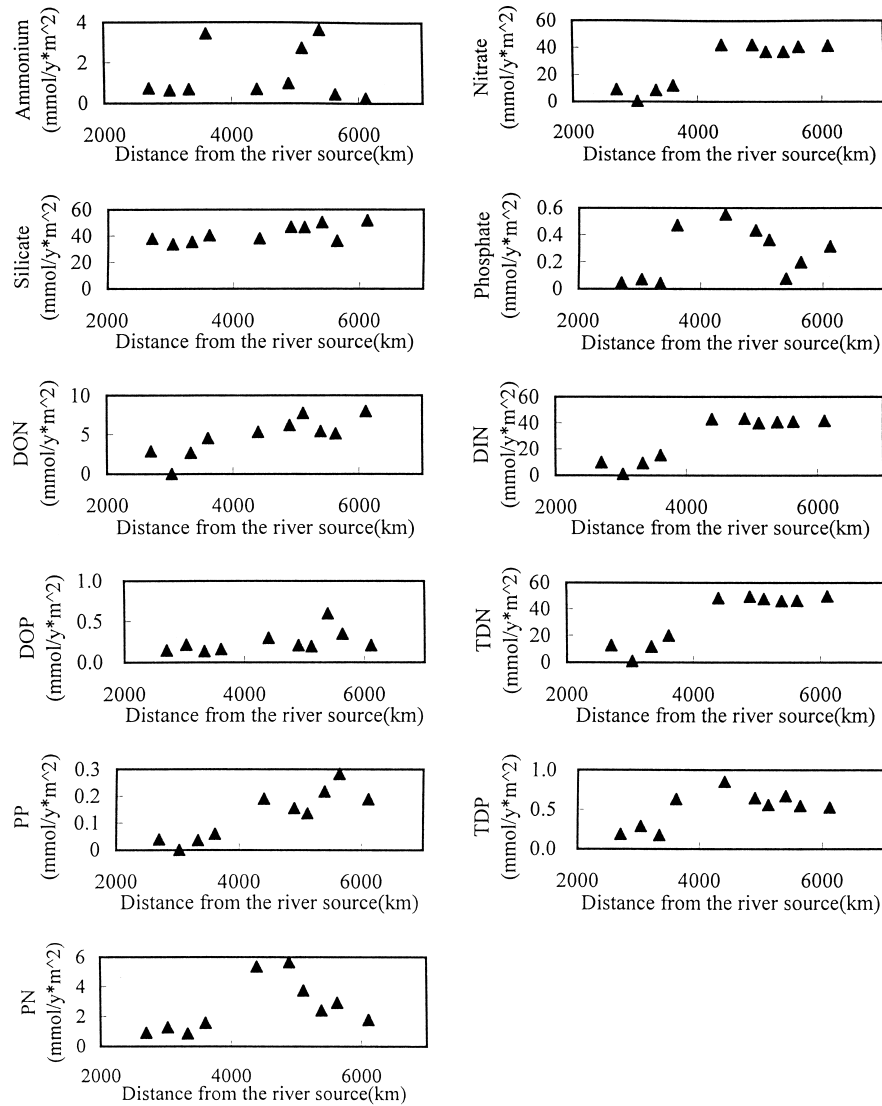 Ammonium
(mmol/y*m^2)
4
2
0
2000 4000 6000
Distance from the river source(km)
Nitrate
(mmol/y*m^2)
60
40
20
0
2000 4000 6000
Distance from the river source(km)
Silicate
(mmol/y*m^2)
60
40
20
0
2000 4000 6000
Distance from the river source(km)
Phosphate
(mmol/y*m^2)
0.6
0.4
0.2
0
2000 4000 6000
Distance from the river source(km)
DON
(mmol/y*m^2)
10
5
0
2000 4000 6000
Distance from the river source(km)
DIN
(mmol/y*m^2)
60
40
20
0
2000 4000 6000
Distance from the river source(km)
DOP
(mmol/y*m^2)
1.0
0.5
0.0
2000 4000 6000
Distance from the river source(km)
TDN
(mmol/y*m^2)
60
40
20
0
2000 4000 6000
Distance from the river source(km)
PP
(mmol/y*m^2)
0.3
0.2
0.1
0
2000 4000 6000
Distance from the river source(km)
TDP
(mmol/y*m^2)
1.0
0.5
0.0
2000 4000 6000
Distance from the river source(km)
PN
(mmol/y*m^2)
6
4
2
0
2000 4000 6000
Distance from the river source(km)